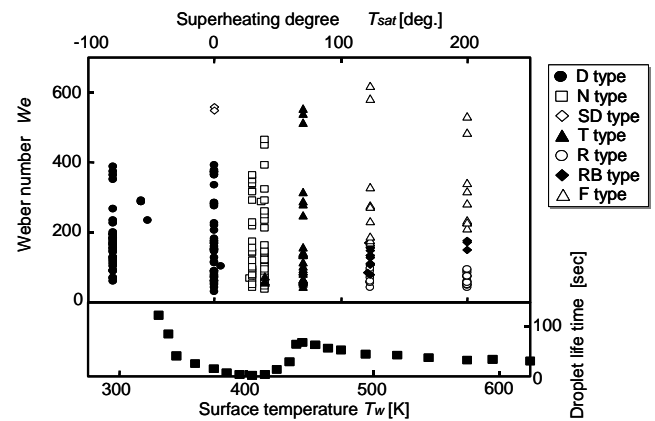 Superheating degree Tsat [deg.]
-100 0 100 200
Weber number We
600
400
200
0
D type
N type
SD type
T type
R type
RB type
F type
Droplet life time [sec]
100
0
300 400 500 600
Surface temperature Tw [K]